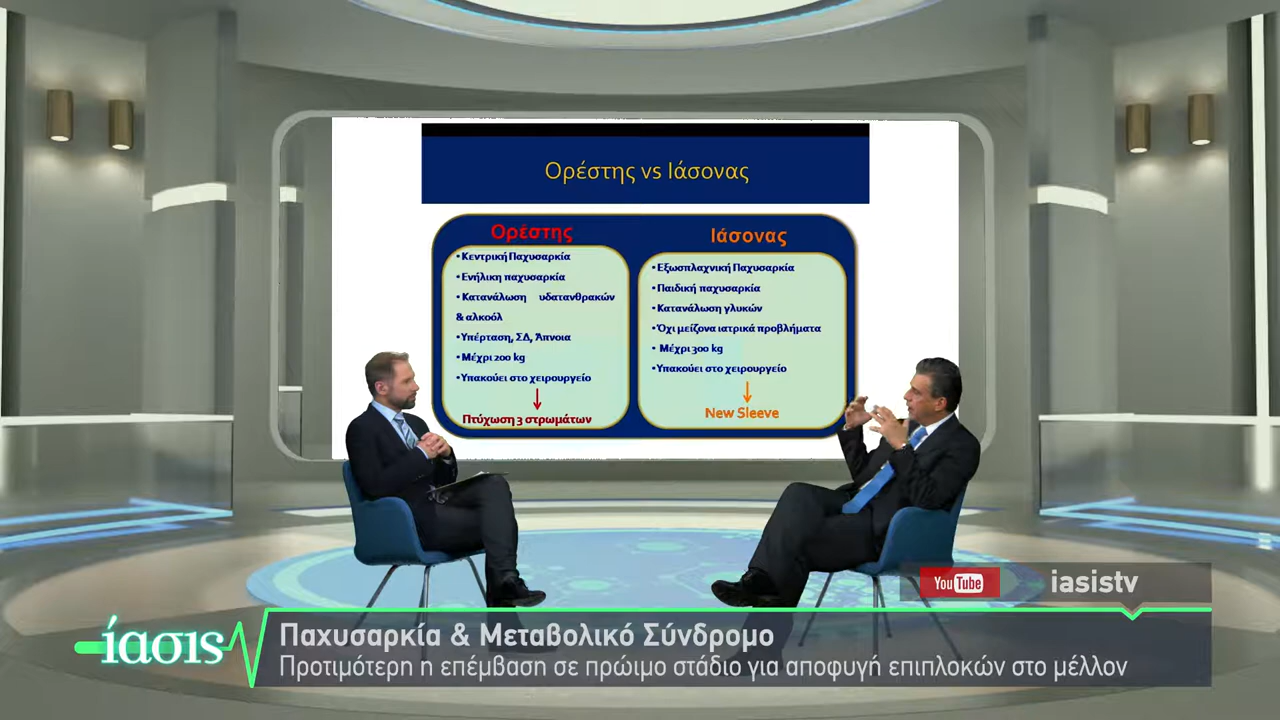 Ορέστης vs Ιάσονας
Ορέστης
• Κεντρική Παχυσαρκία
• Ενήλικη παχυσαρκία
• Κατανάλωση υδατανθρακών
& αλκοόλ
• Υπέρταση, ΣΔ, Άπνοια
• Μέχρι 200 kg
• Υπακούει στο χειρουργείο
Πτύχωση 3 στρωμάτων
Ιάσονας
• Εξωσπλαχνική Παχυσαρκία
• Παιδική παχυσαρκία
• Κατανάλωση γλυκών
• Όχι μείζονα ιατρικά προβλήματα
• Μέχρι 300 kg
• Υπακούει στο χειρουργείο
New Sleeve
YouTube iasistv
ίασις
Παχυσαρκία & Μεταβολικό Σύνδρομο
Προτιμότερη η επέμβαση σε πρώιμο στάδιο για αποφυγή επιπλοκών στο μέλλον